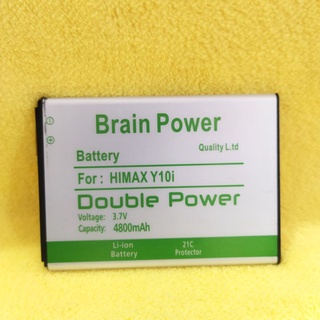 Brain Power
Quality L.td
Battery
For : HIMAX Y10i
Double Power
Voltage: 3.7V
Capacity: 4800mAh
Li-ion Battery
21C Protector